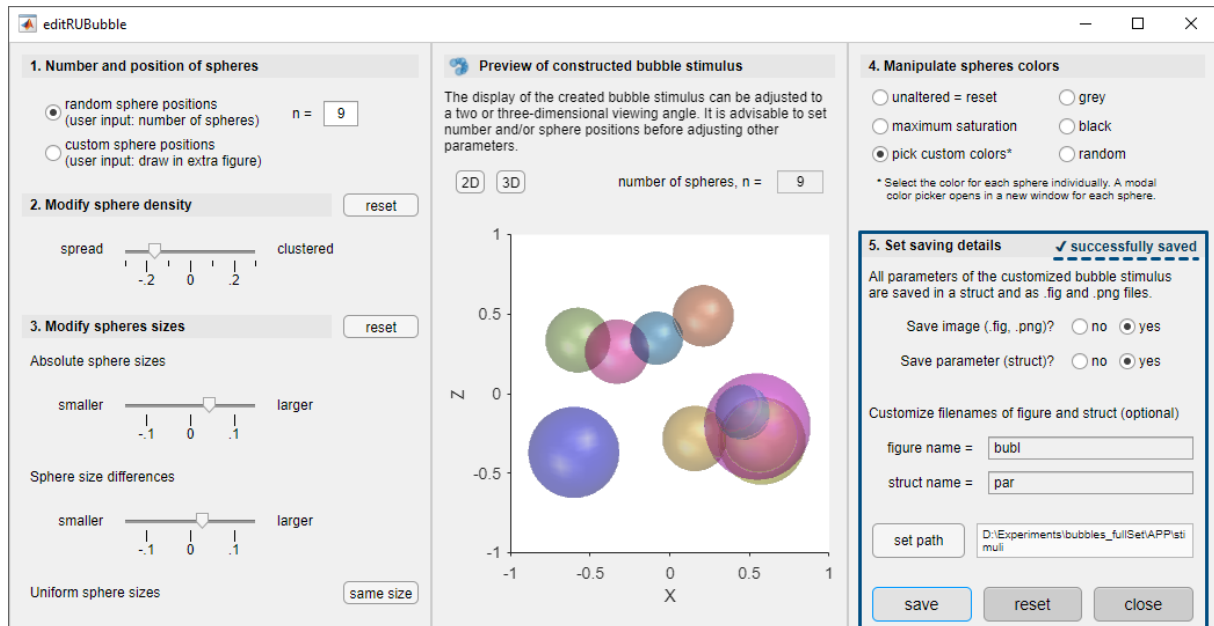 editRUBubble
1. Number and position of spheres
random sphere positions
(user input: number of spheres)
n =
9
custom sphere positions
(user input: draw in extra figure)
2. Modify sphere density
reset
spread
clustered
-.2
0
.2
3. Modify spheres sizes
reset
Absolute sphere sizes
smaller
larger
-.1
0
.1
Sphere size differences
smaller
larger
-.1
0
.1
Uniform sphere sizes
same size
Preview of constructed bubble stimulus
The display of the created bubble stimulus can be adjusted to
a two or three-dimensional viewing angle. It is advisable to set
number and/or sphere positions before adjusting other
parameters.
2D
3D
number of spheres, n =
9
1
0.5
0
-0.5
-1
Z
-1
-0.5
0
0.5
1
X
4. Manipulate spheres colors
unaltered = reset
grey
maximum saturation
black
pick custom colors*
random
* Select the color for each sphere individually. A modal
color picker opens in a new window for each sphere.
5. Set saving details
✓ successfully saved
All parameters of the customized bubble stimulus
are saved in a struct and as .fig and .png files.
Save image (.fig, .png)?
no
yes
Save parameter (struct)?
no
yes
Customize filenames of figure and struct (optional)
figure name =
bubl
struct name =
par
set path
D:\Experiments\bubbles_fullSet\APP\sti
muli
save
reset
close